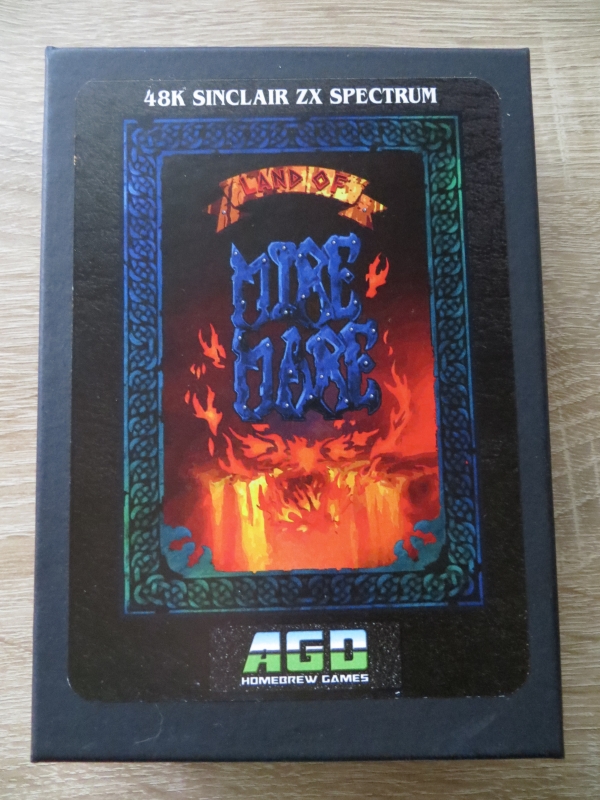 48K SINCLAIR ZX SPECTRUM
LAND OF
MIRE
MARE
AGD
HOMEBREW GAMES